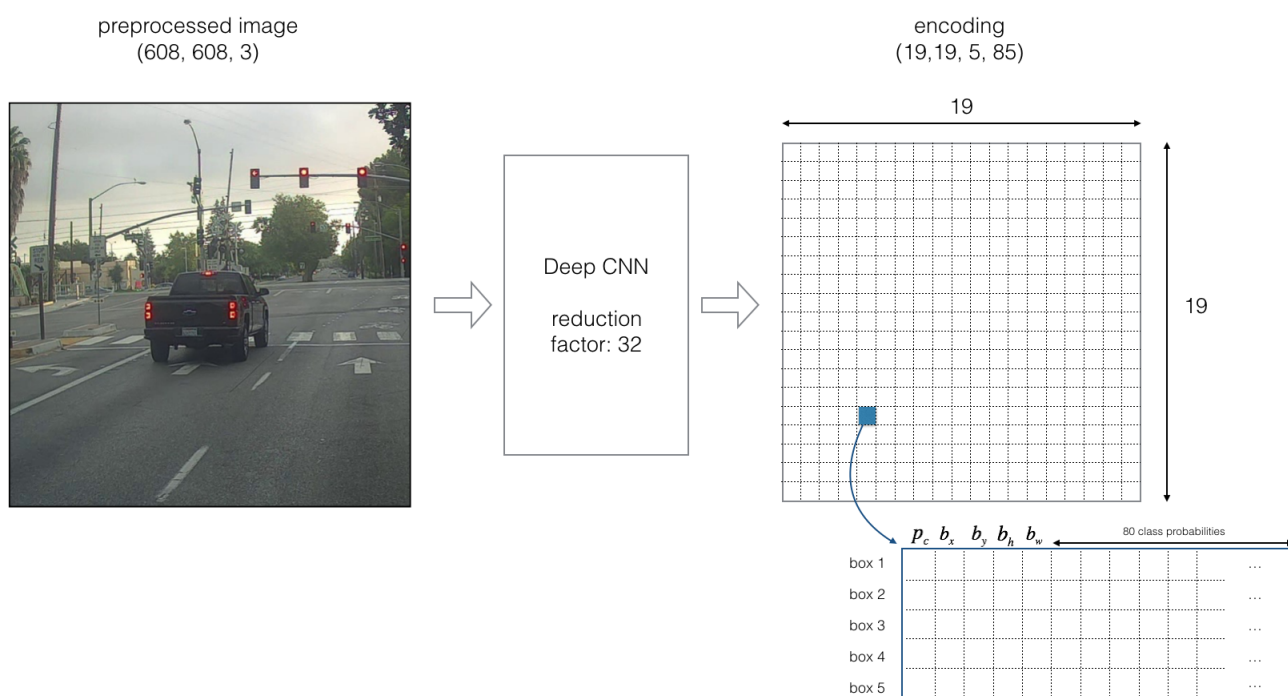 preprocessed image
(608, 608, 3)
encoding
(19,19, 5, 85)
19
Deep CNN
reduction
factor: 32
19
p_c b_x b_y b_h b_w
80 class probabilities
box 1 ...
box 2 ...
box 3 ...
box 4 ...
box 5 ...